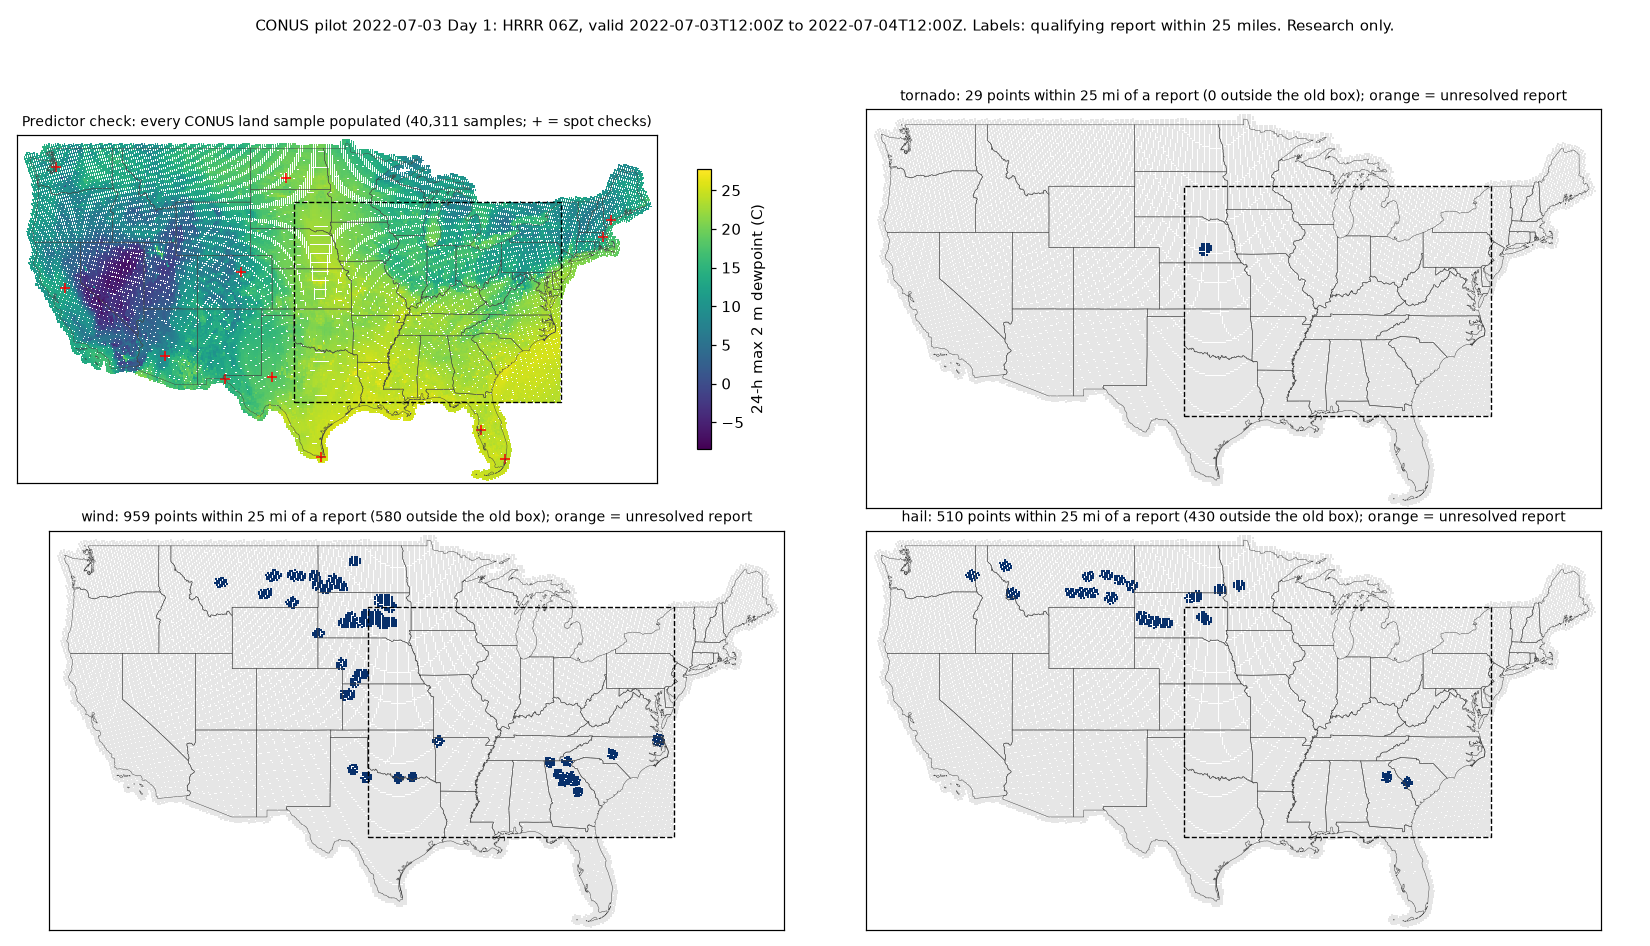 CONUS pilot 2022-07-03 Day 1: HRRR 06Z, valid 2022-07-03T12:00Z to 2022-07-04T12:00Z. Labels: qualifying report within 25 miles. Research only.
Predictor check: every CONUS land sample populated (40,311 samples; + = spot checks)
25
20
15
10
5
0
−5
24-h max 2 m dewpoint (C)
tornado: 29 points within 25 mi of a report (0 outside the old box); orange = unresolved report
wind: 959 points within 25 mi of a report (580 outside the old box); orange = unresolved report
hail: 510 points within 25 mi of a report (430 outside the old box); orange = unresolved report